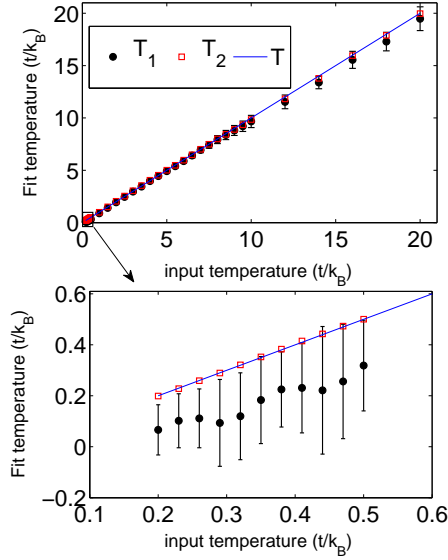 20
15
10
5
0
Fit temperature (t/k_B)
T_1 T_2 T
0 5 10 15 20
input temperature (t/k_B)
0.6
0.4
0.2
0
−0.2
Fit temperature (t/k_B)
0.1 0.2 0.3 0.4 0.5 0.6
input temperature (t/k_B)